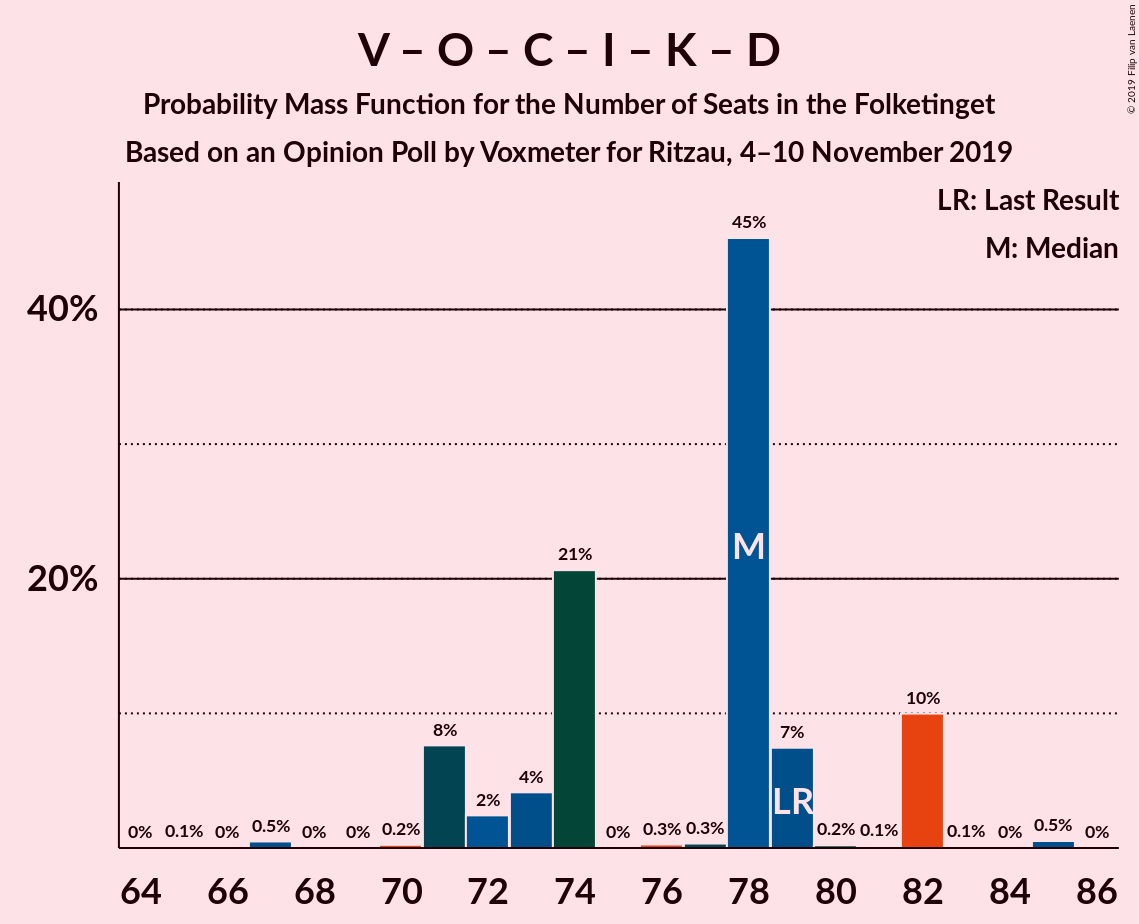 V – O – C – I – K – D
Probability Mass Function for the Number of Seats in the Folketinget
Based on an Opinion Poll by Voxmeter for Ritzau, 4–10 November 2019
© 2019 Filip van Laenen
LR: Last Result
M: Median
40%
20%
0%
0.1%
0%
0.5%
0%
0%
0.2%
8%
2%
4%
21%
0%
0.3%
0.3%
45%
7%
0.2%
0.1%
10%
0.1%
0%
0.5%
0%
M
LR
64 66 68 70 72 74 76 78 80 82 84 86